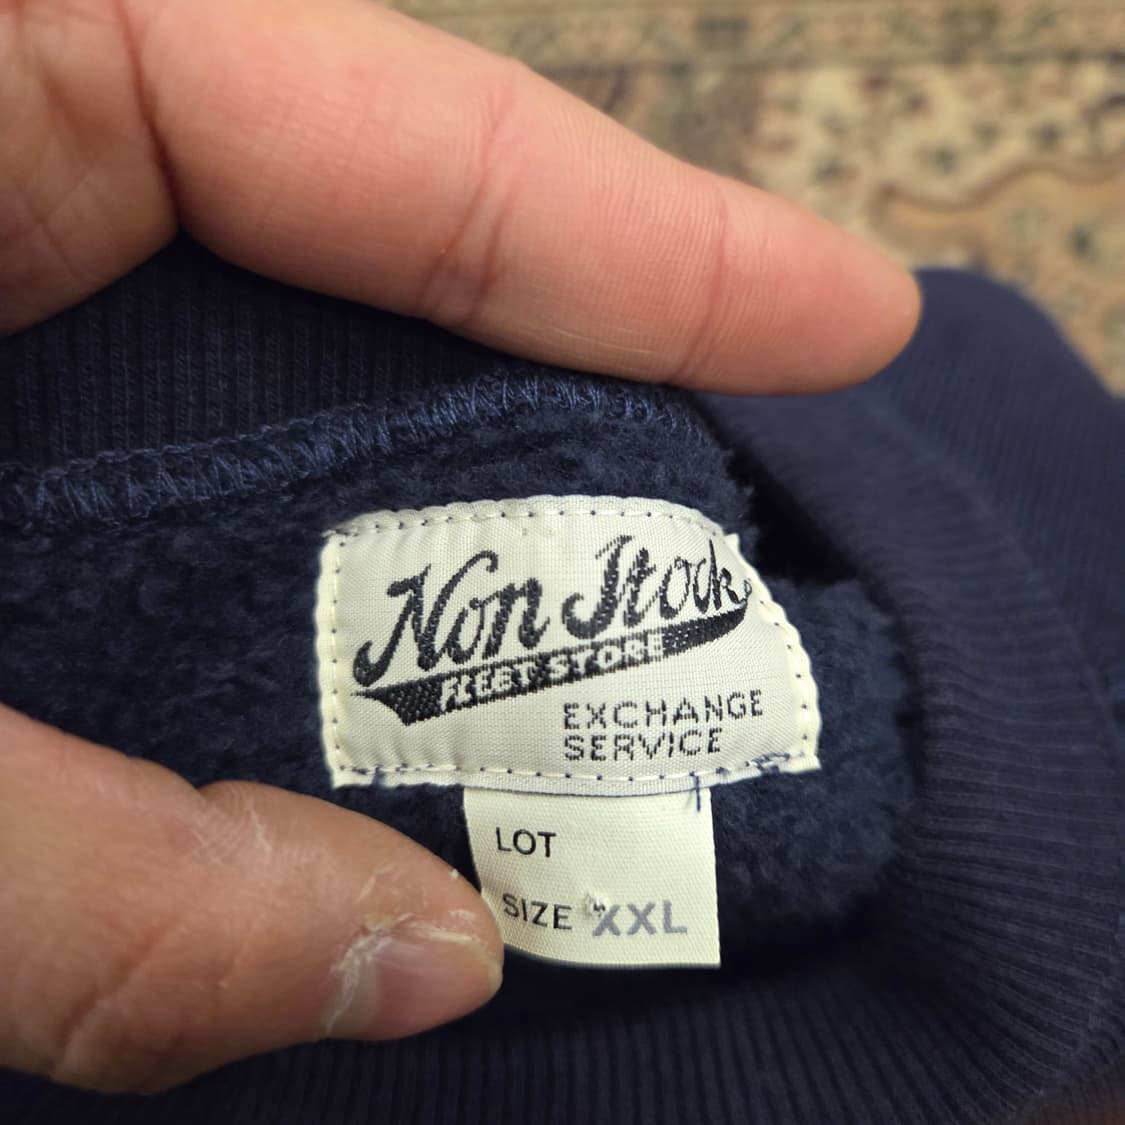 Non Stock
FLEET STORE
EXCHANGE
SERVICE
LOT
SIZE XXL